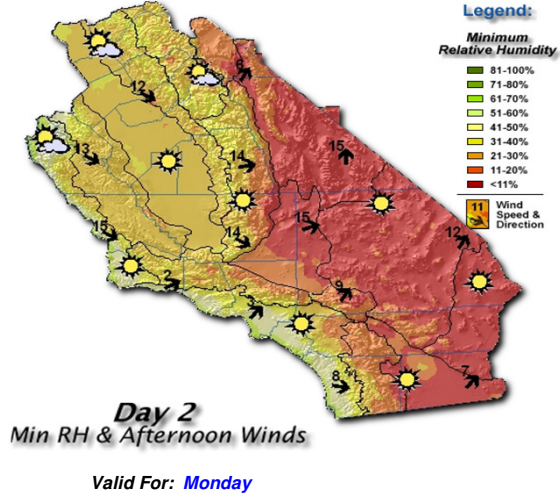 Legend:
Minimum
Relative Humidity
81-100%
71-80%
61-70%
51-60%
41-50%
31-40%
21-30%
11-20%
<11%
11
Wind
Speed &
Direction
6
12
15
13
14
15
15
14
12
2
9
3
8
7
Day 2
Min RH & Afternoon Winds
Valid For: Monday